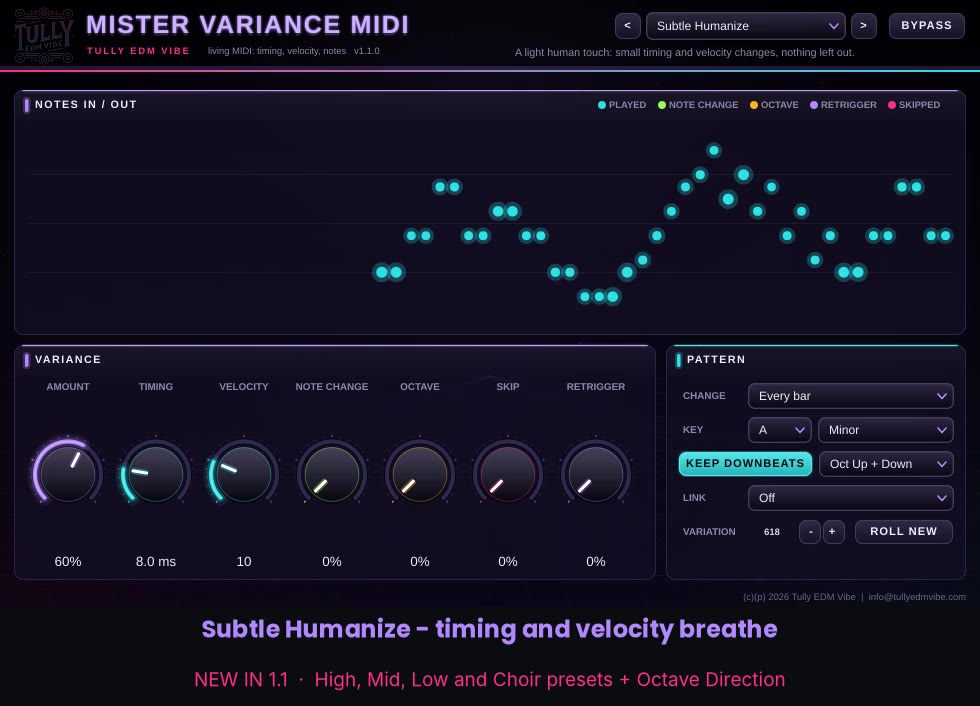 TULLY
EDM VIBE
MISTER VARIANCE MIDI
TULLY EDM VIBE living MIDI: timing, velocity, notes v1.1.0
< Subtle Humanize > BYPASS
A light human touch: small timing and velocity changes, nothing left out.
NOTES IN / OUT
PLAYED NOTE CHANGE OCTAVE RETRIGGER SKIPPED
VARIANCE
AMOUNT TIMING VELOCITY NOTE CHANGE OCTAVE SKIP RETRIGGER
60% 8.0 ms 10 0% 0% 0% 0%
PATTERN
CHANGE Every bar
KEY A Minor
KEEP DOWNBEATS Oct Up + Down
LINK Off
VARIATION 618 - + ROLL NEW
(c)(p) 2026 Tully EDM Vibe | info@tullyedmvibe.com
Subtle Humanize – timing and velocity breathe
NEW IN 1.1 · High, Mid, Low and Choir presets + Octave Direction